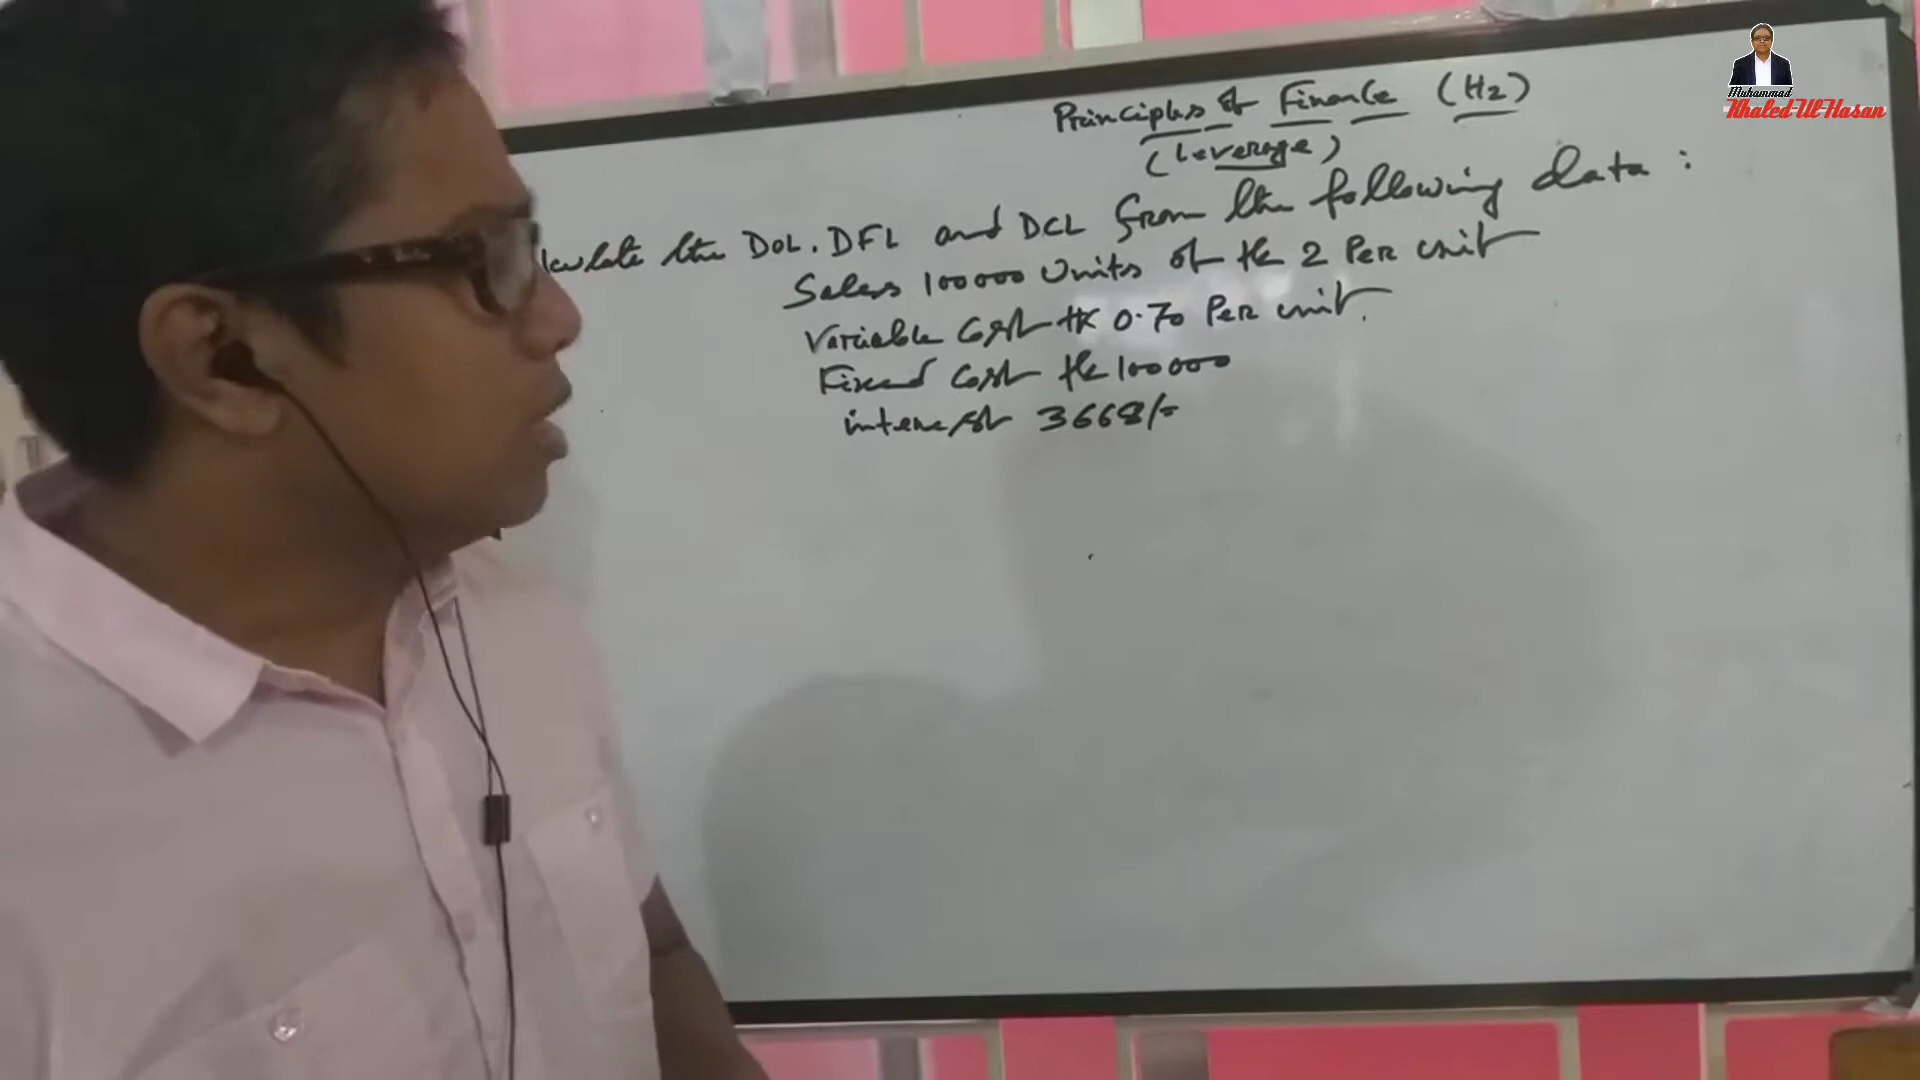 Principles of Finance (H2)
(Leverage)
lculate the DOL. DFL and DCL from the following data :
Sales 100000 Units of tk 2 Per unit
Variable Cost tk 0.70 Per unit.
Fixed Cost tk 100000
interest 3668/=
Muhammad
Khaled-Ul-Hasan